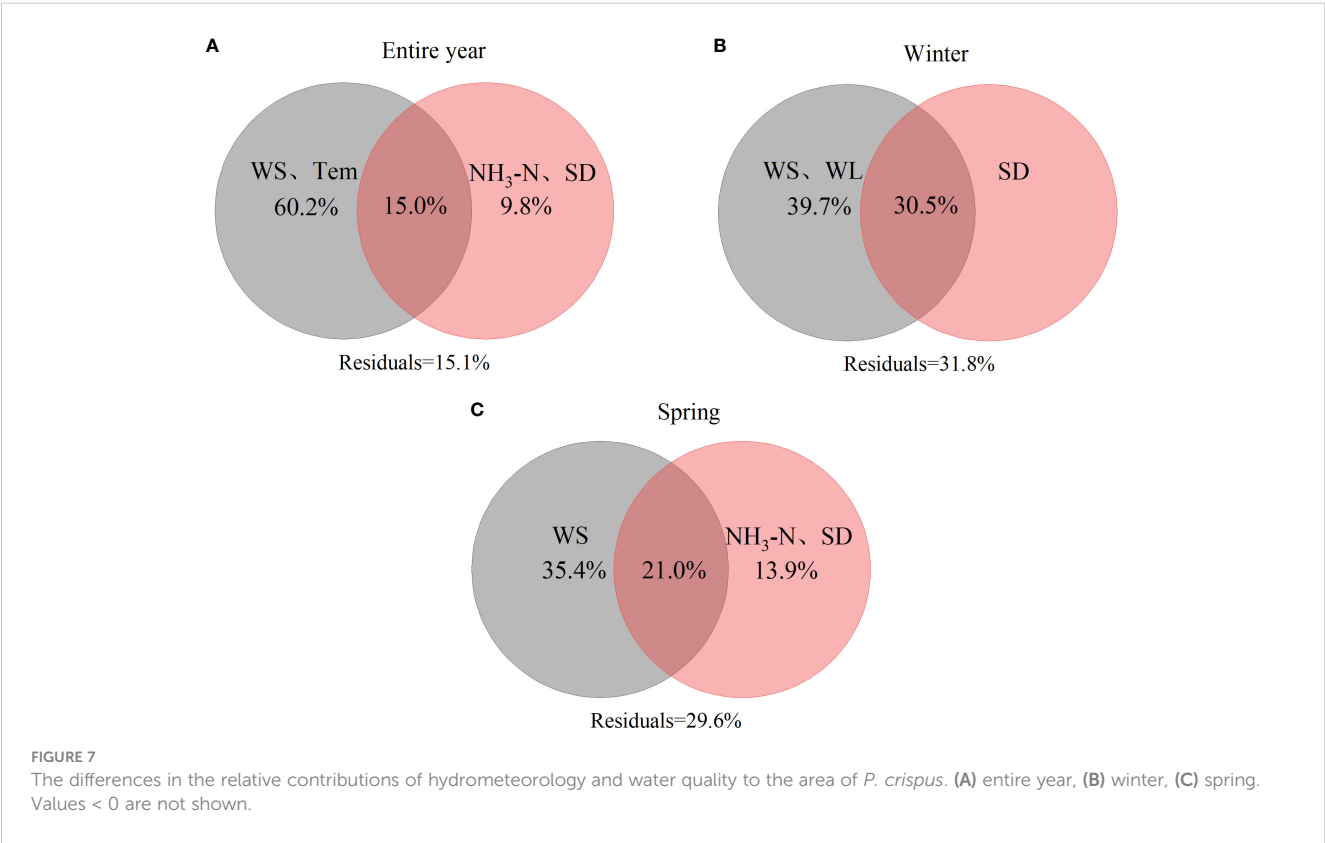 A
Entire year
WS、Tem
60.2%
15.0%
NH₃-N、SD
9.8%
Residuals=15.1%
B
Winter
WS、WL
39.7%
30.5%
SD
Residuals=31.8%
C
Spring
WS
35.4%
21.0%
NH₃-N、SD
13.9%
Residuals=29.6%
FIGURE 7
The differences in the relative contributions of hydrometeorology and water quality to the area of P. crispus. (A) entire year, (B) winter, (C) spring.
Values < 0 are not shown.